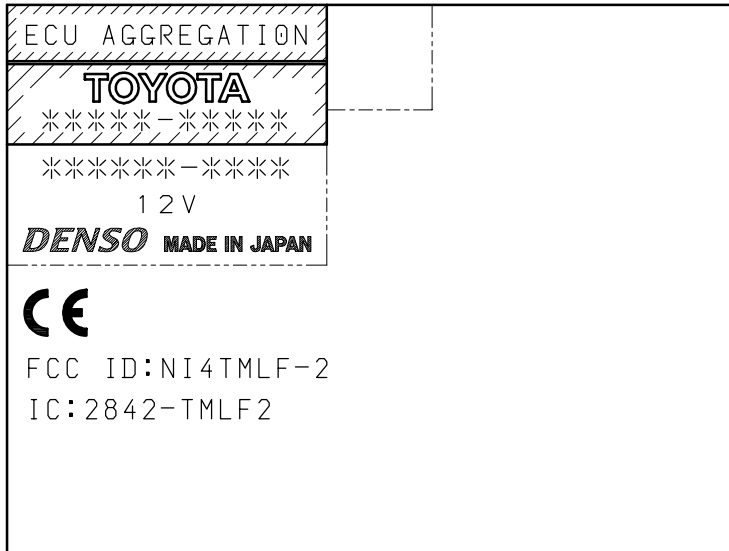 ECU AGGREGATION
TOYOTA
*****-*****
******-****
12V
DENSO MADE IN JAPAN
CE
FCC ID:NI4TMLF-2
IC:2842-TMLF2